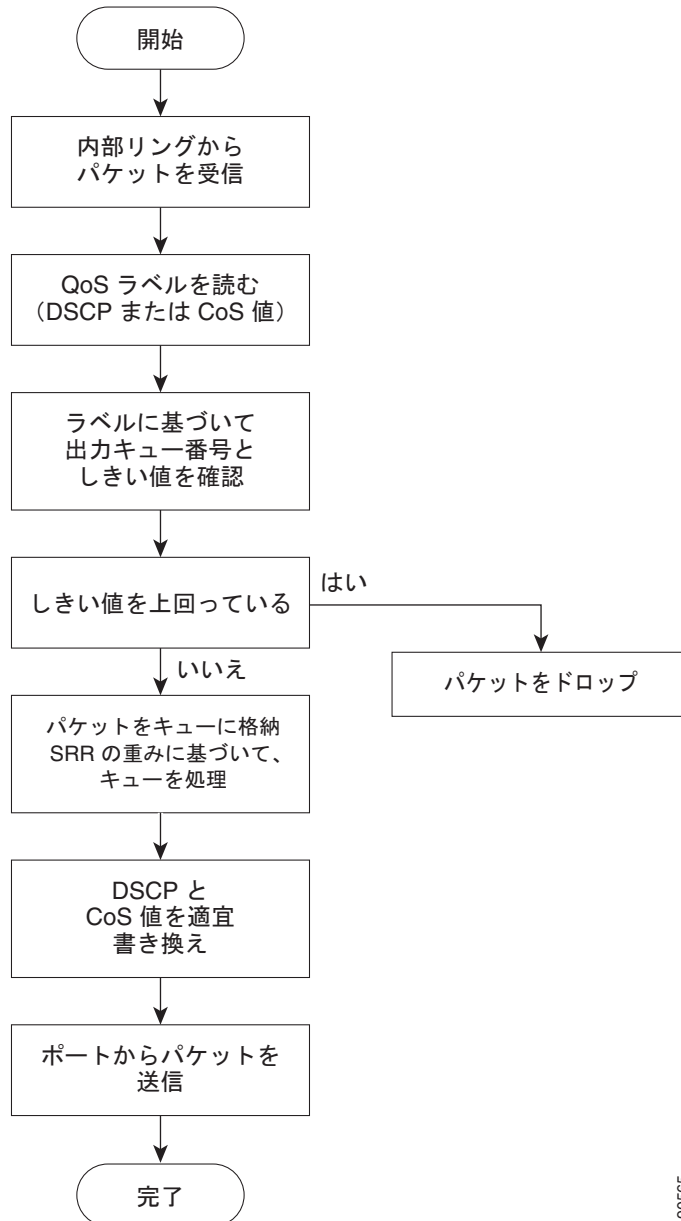 開始
内部リングから
パケットを受信
QoS ラベルを読む
（DSCP または CoS 値）
ラベルに基づいて
出力キュー番号と
しきい値を確認
しきい値を上回っている
はい
いいえ
パケットをドロップ
パケットをキューに格納
SRR の重みに基づいて、
キューを処理
DSCP と
CoS 値を適宜
書き換え
ポートからパケットを
送信
完了